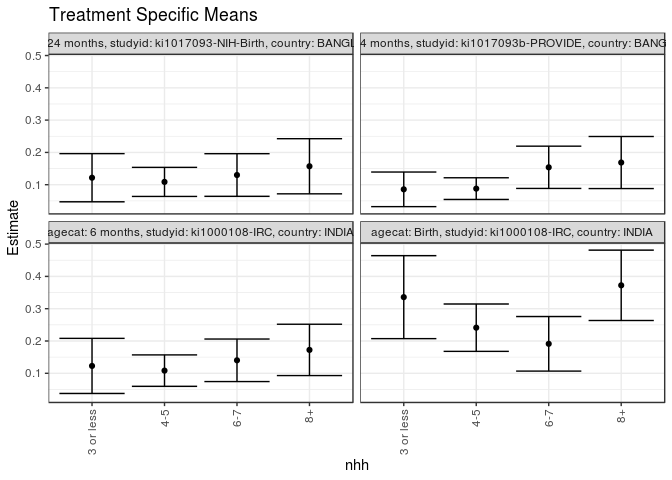 Treatment Specific Means
24 months, studyid: ki1017093-NIH-Birth, country: BANGL
4 months, studyid: ki1017093b-PROVIDE, country: BANG
0.5
0.4
0.3
0.2
0.1
agecat: 6 months, studyid: ki1000108-IRC, country: INDIA
agecat: Birth, studyid: ki1000108-IRC, country: INDIA
0.5
0.4
0.3
0.2
0.1
Estimate
3 or less
4-5
6-7
8+
3 or less
4-5
6-7
8+
nhh